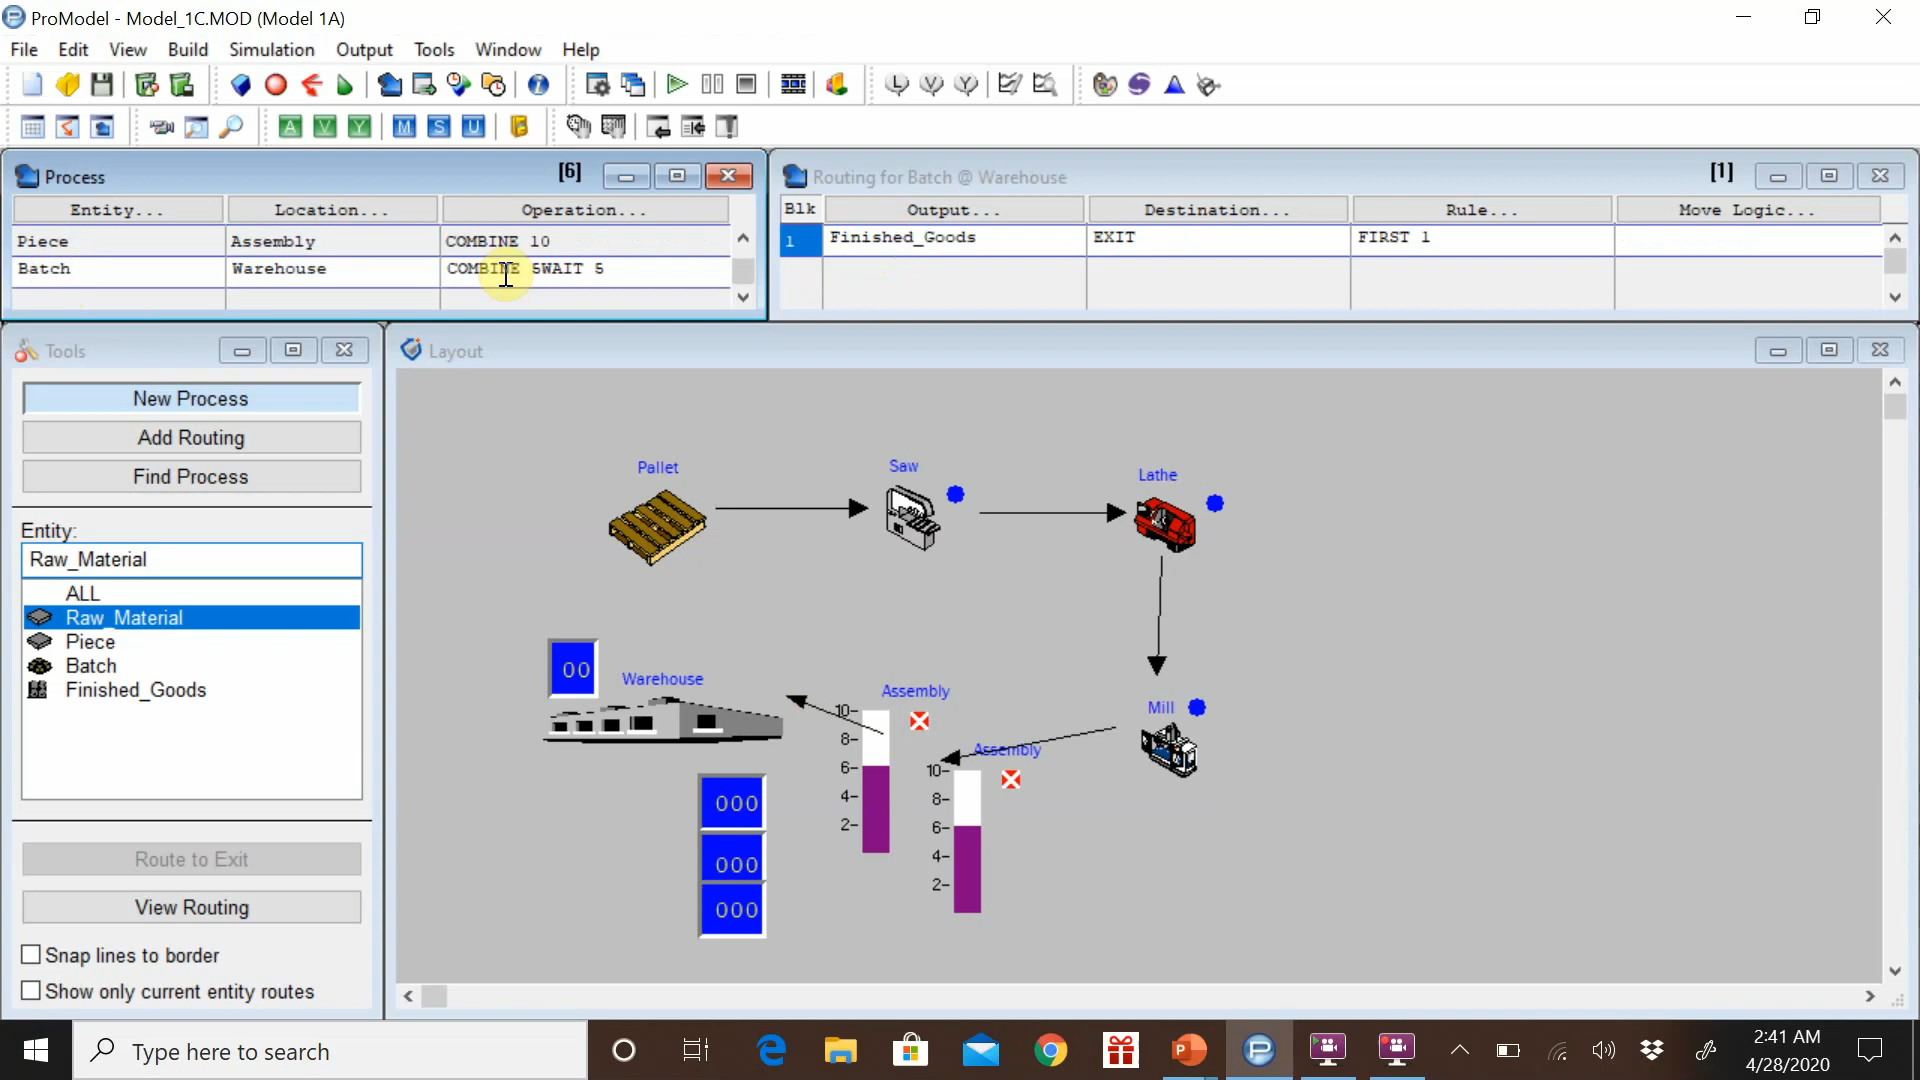 ProModel - Model_1C.MOD (Model 1A)
File Edit View Build Simulation Output Tools Window Help
L V Y
A V Y M S U
Process [6]
Entity... Location... Operation...
Piece Assembly COMBINE 10
Batch Warehouse COMBINE 5WAIT 5
Routing for Batch @ Warehouse [1]
Blk Output... Destination... Rule... Move Logic...
1 Finished_Goods EXIT FIRST 1
Tools
New Process
Add Routing
Find Process
Entity:
Raw_Material
ALL
Raw_Material
Piece
Batch
Finished_Goods
Route to Exit
View Routing
Snap lines to border
Show only current entity routes
Layout
Pallet
Saw
Lathe
00
Warehouse
Assembly
10-
8-
6-
4-
2-
Assembly
10-
8-
6-
4-
2-
Mill
000
000
000
Type here to search
2:41 AM
4/28/2020